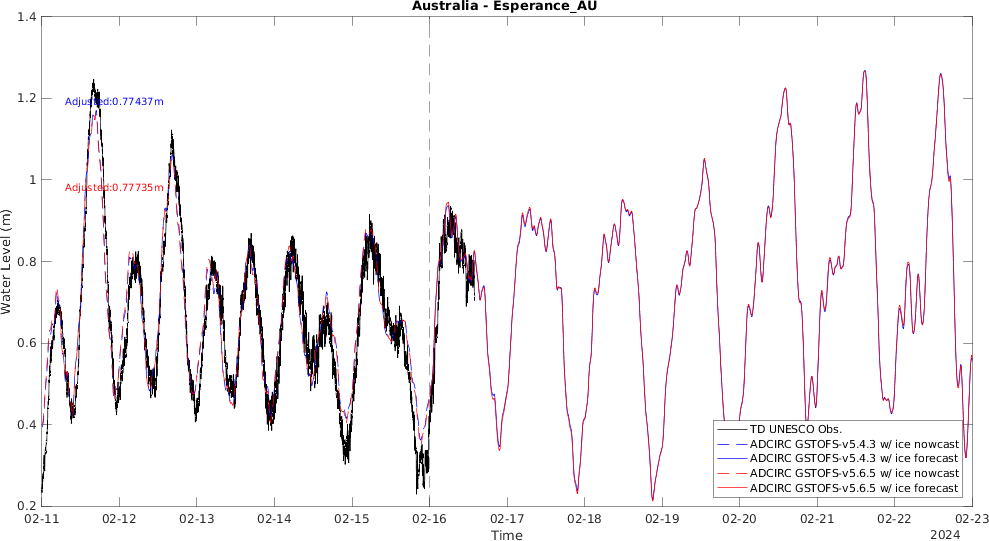 Australia - Esperance_AU
1.4
1.2
1
0.8
0.6
0.4
0.2
Water Level (m)
Adjusted:0.77437m
Adjusted:0.77735m
TD UNESCO Obs.
ADCIRC GSTOFS-v5.4.3 w/ ice nowcast
ADCIRC GSTOFS-v5.4.3 w/ ice forecast
ADCIRC GSTOFS-v5.6.5 w/ ice nowcast
ADCIRC GSTOFS-v5.6.5 w/ ice forecast
02-11 02-12 02-13 02-14 02-15 02-16 02-17 02-18 02-19 02-20 02-21 02-22 02-23
Time
2024